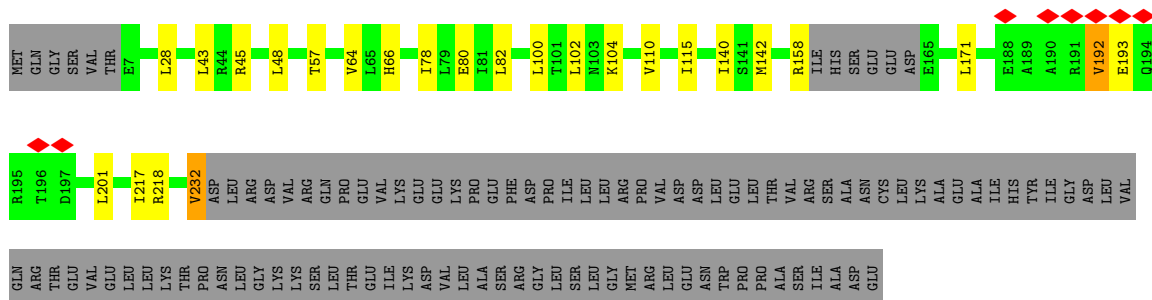 MET GLN GLY SER VAL THR E7 L28 L43 R44 R45 L48 T57 V64 L65 H66 I78 L79 E80 I81 L82 L100 T101 L102 N103 K104 V110 I115 I140 S141 M142 R158 ILE HIS SER GLU GLU ASP E165 L171 E188 A189 A190 R191 V192 E193 Q194
R195 T196 D197 L201 I217 R218 V232 ASP LEU ARG ASP VAL ARG GLN PRO GLU VAL LYS GLU GLU LYS PRO GLU PHE ASP PRO ILE LEU LEU ARG PRO VAL ASP ASP LEU GLU LEU THR VAL ARG SER ALA ASN CYS LEU LYS ALA GLU ALA ILE HIS TYR ILE GLY ASP LEU VAL
GLN ARG THR GLU VAL GLU LEU LEU LYS THR PRO ASN LEU GLY LYS LYS SER LEU THR GLU ILE LYS ASP VAL LEU ALA SER ARG GLY LEU SER LEU GLY MET ARG LEU GLU ASN TRP PRO PRO ALA SER ILE ALA ASP GLU